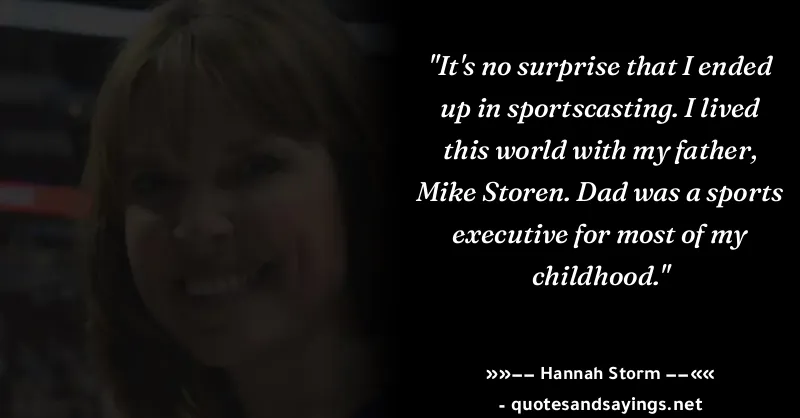 "It's no surprise that I ended
up in sportscasting. I lived
this world with my father,
Mike Storen. Dad was a sports
executive for most of my
childhood."
»»−− Hannah Storm −−««
- quotesandsayings.net